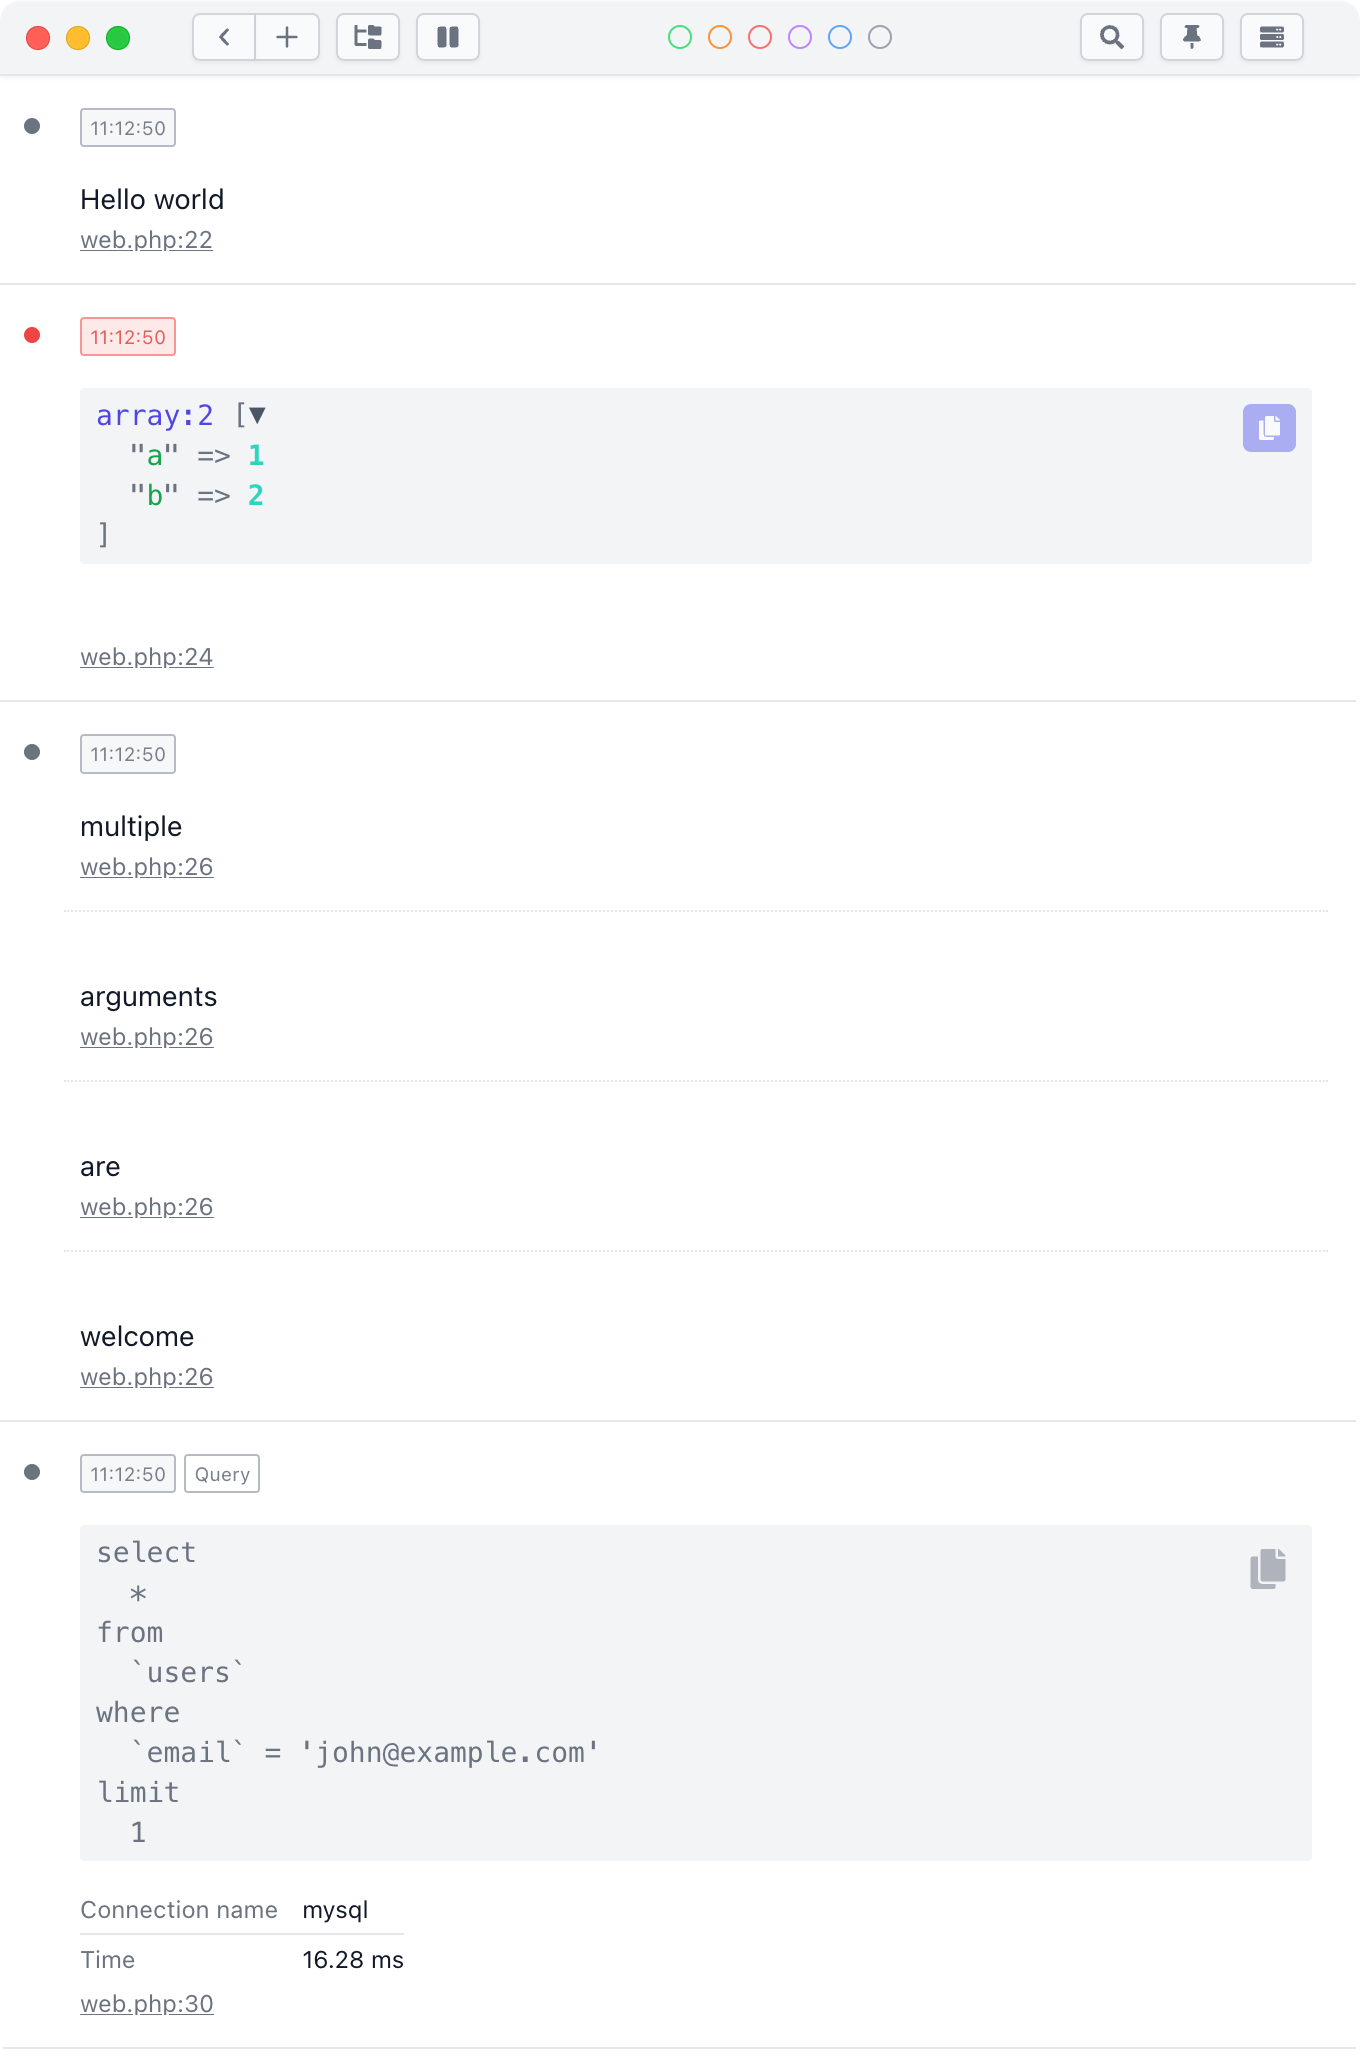 11:12:50
Hello world
web.php:22
11:12:50
array:2 [▼
  "a" => 1
  "b" => 2
]
web.php:24
11:12:50
multiple
web.php:26
arguments
web.php:26
are
web.php:26
welcome
web.php:26
11:12:50 Query
select
  *
from
  `users`
where
  `email` = 'john@example.com'
limit
  1
Connection name mysql
Time 16.28 ms
web.php:30